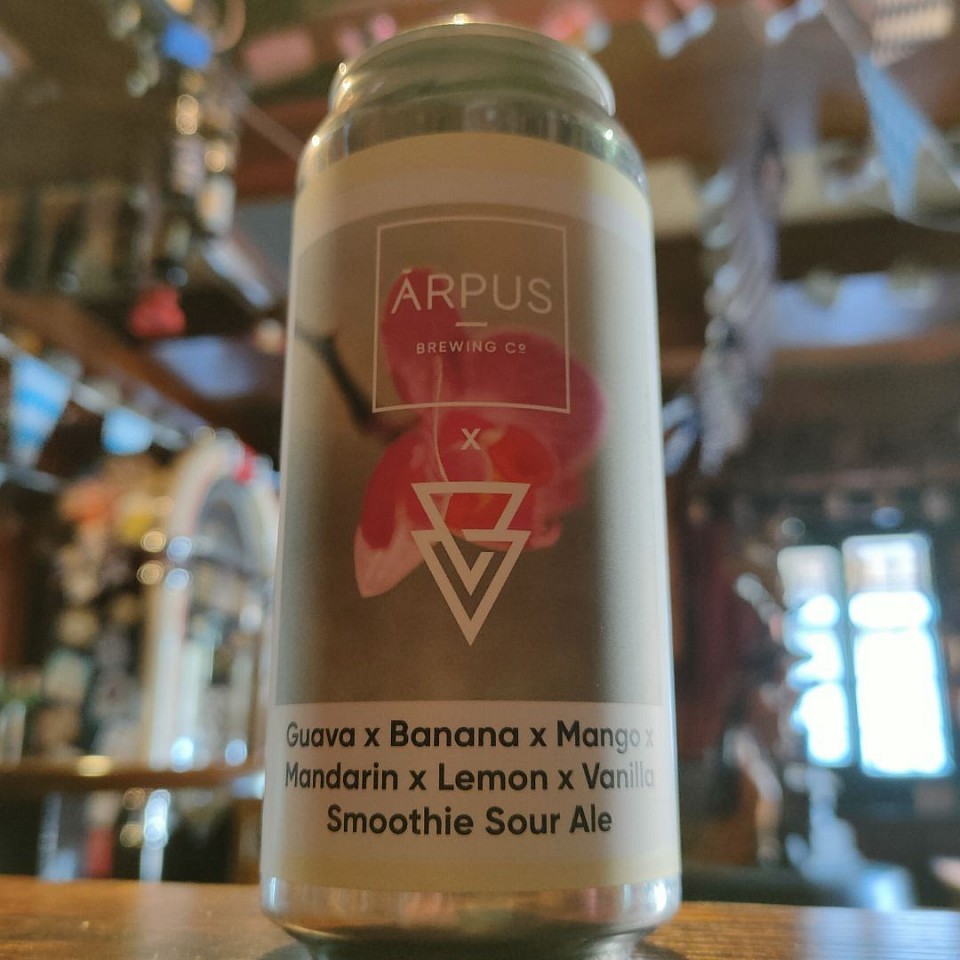 ĀRPUS
BREWING Cº
x
Guava x Banana x Mango x
Mandarin x Lemon x Vanilla
Smoothie Sour Ale